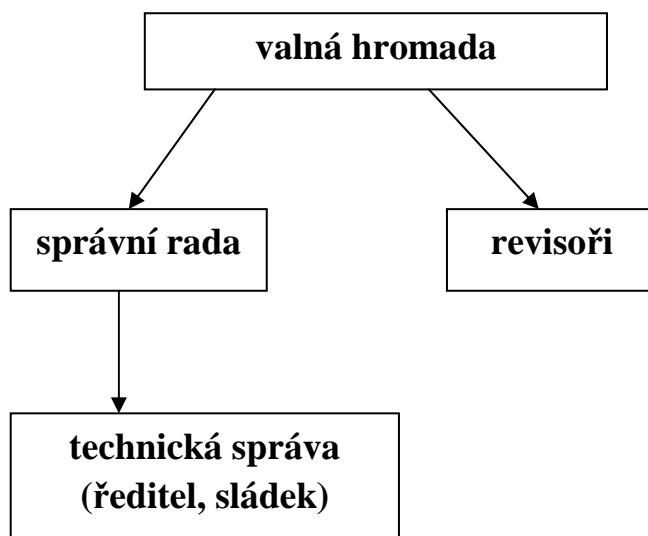 valná hromada
správní rada
revisoři
technická správa
(ředitel, sládek)